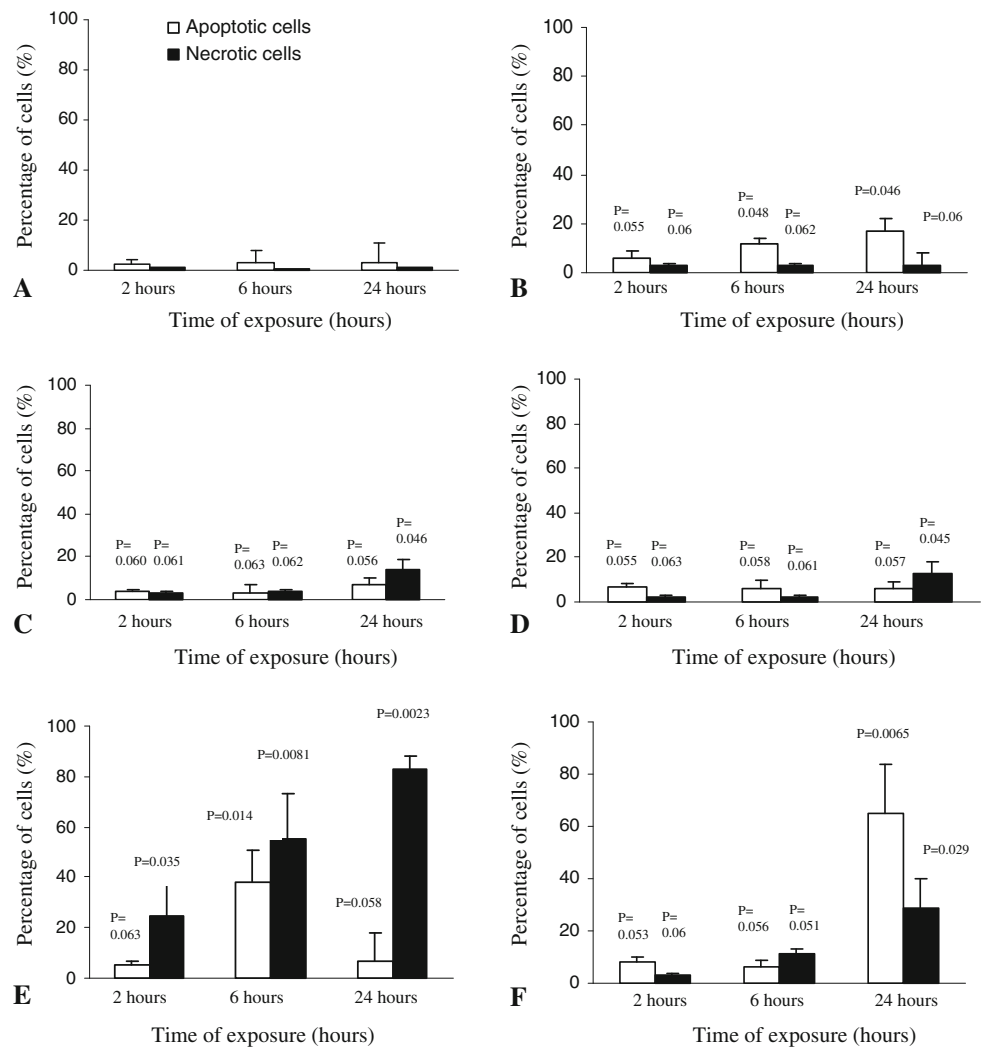 Apoptotic cells
Necrotic cells
Percentage of cells (%)
100
80
60
40
20
0
2 hours 6 hours 24 hours
A
Time of exposure (hours)
Percentage of cells (%)
100
80
60
40
20
0
P=
0.055
P=
0.06
P=
0.048
P=
0.062
P=0.046
P=0.06
2 hours 6 hours 24 hours
B
Time of exposure (hours)
Percentage of cells (%)
100
80
60
40
20
0
P=
0.060
P=
0.061
P=
0.063
P=
0.062
P=
0.056
P=
0.046
2 hours 6 hours 24 hours
C
Time of exposure (hours)
Percentage of cells (%)
100
80
60
40
20
0
P=
0.055
P=
0.063
P=
0.058
P=
0.061
P=
0.057
P=
0.045
2 hours 6 hours 24 hours
D
Time of exposure (hours)
Percentage of cells (%)
100
80
60
40
20
0
P=
0.063
P=0.035
P=0.014
P=0.0081
P=0.058
P=0.0023
2 hours 6 hours 24 hours
E
Time of exposure (hours)
Percentage of cells (%)
100
80
60
40
20
0
P=
0.053
P=
0.06
P=
0.056
P=
0.051
P=0.0065
P=0.029
2 hours 6 hours 24 hours
F
Time of exposure (hours)